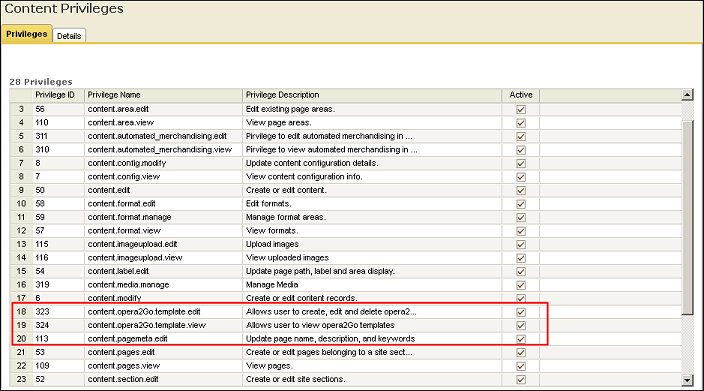 Content Privileges
Privileges Details
28 Privileges
Privilege ID Privilege Name Privilege Description Active
3 56 content.area.edit Edit existing page areas.
4 110 content.area.view View page areas.
5 311 content.automated_merchandising.edit Pirvilege to edit automated merchandising in ...
6 310 content.automated_merchandising.view Pirvilege to view automated merchandising in ...
7 8 content.config.modify Update content configuration details.
8 7 content.config.view View content configuration info.
9 50 content.edit Create or edit content.
10 58 content.format.edit Edit formats.
11 59 content.format.manage Manage format areas.
12 57 content.format.view View formats.
13 115 content.imageupload.edit Upload images
14 116 content.imageupload.view View uploaded images
15 54 content.label.edit Update page path, label and area display.
16 319 content.media.manage Manage Media
17 6 content.modify Create or edit content records.
18 323 content.opera2Go.template.edit Allows user to create, edit and delete opera2...
19 324 content.opera2Go.template.view Allows user to view opera2Go templates
20 113 content.pagemeta.edit Update page name, description, and keywords
21 53 content.pages.edit Create or edit pages belonging to a site sect...
22 109 content.pages.view View pages.
23 52 content.section.edit Create or edit site sections.